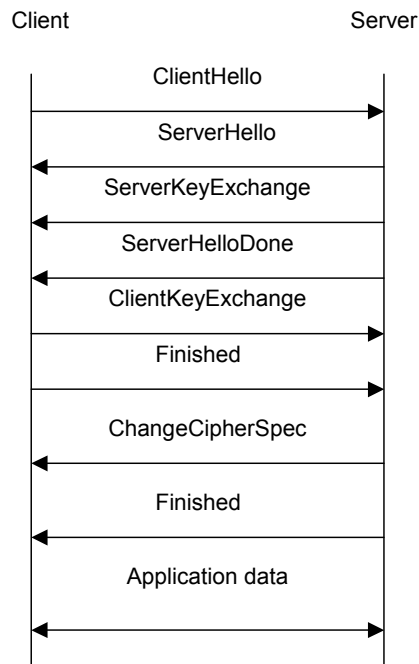 Client Server
ClientHello
ServerHello
ServerKeyExchange
ServerHelloDone
ClientKeyExchange
Finished
ChangeCipherSpec
Finished
Application data